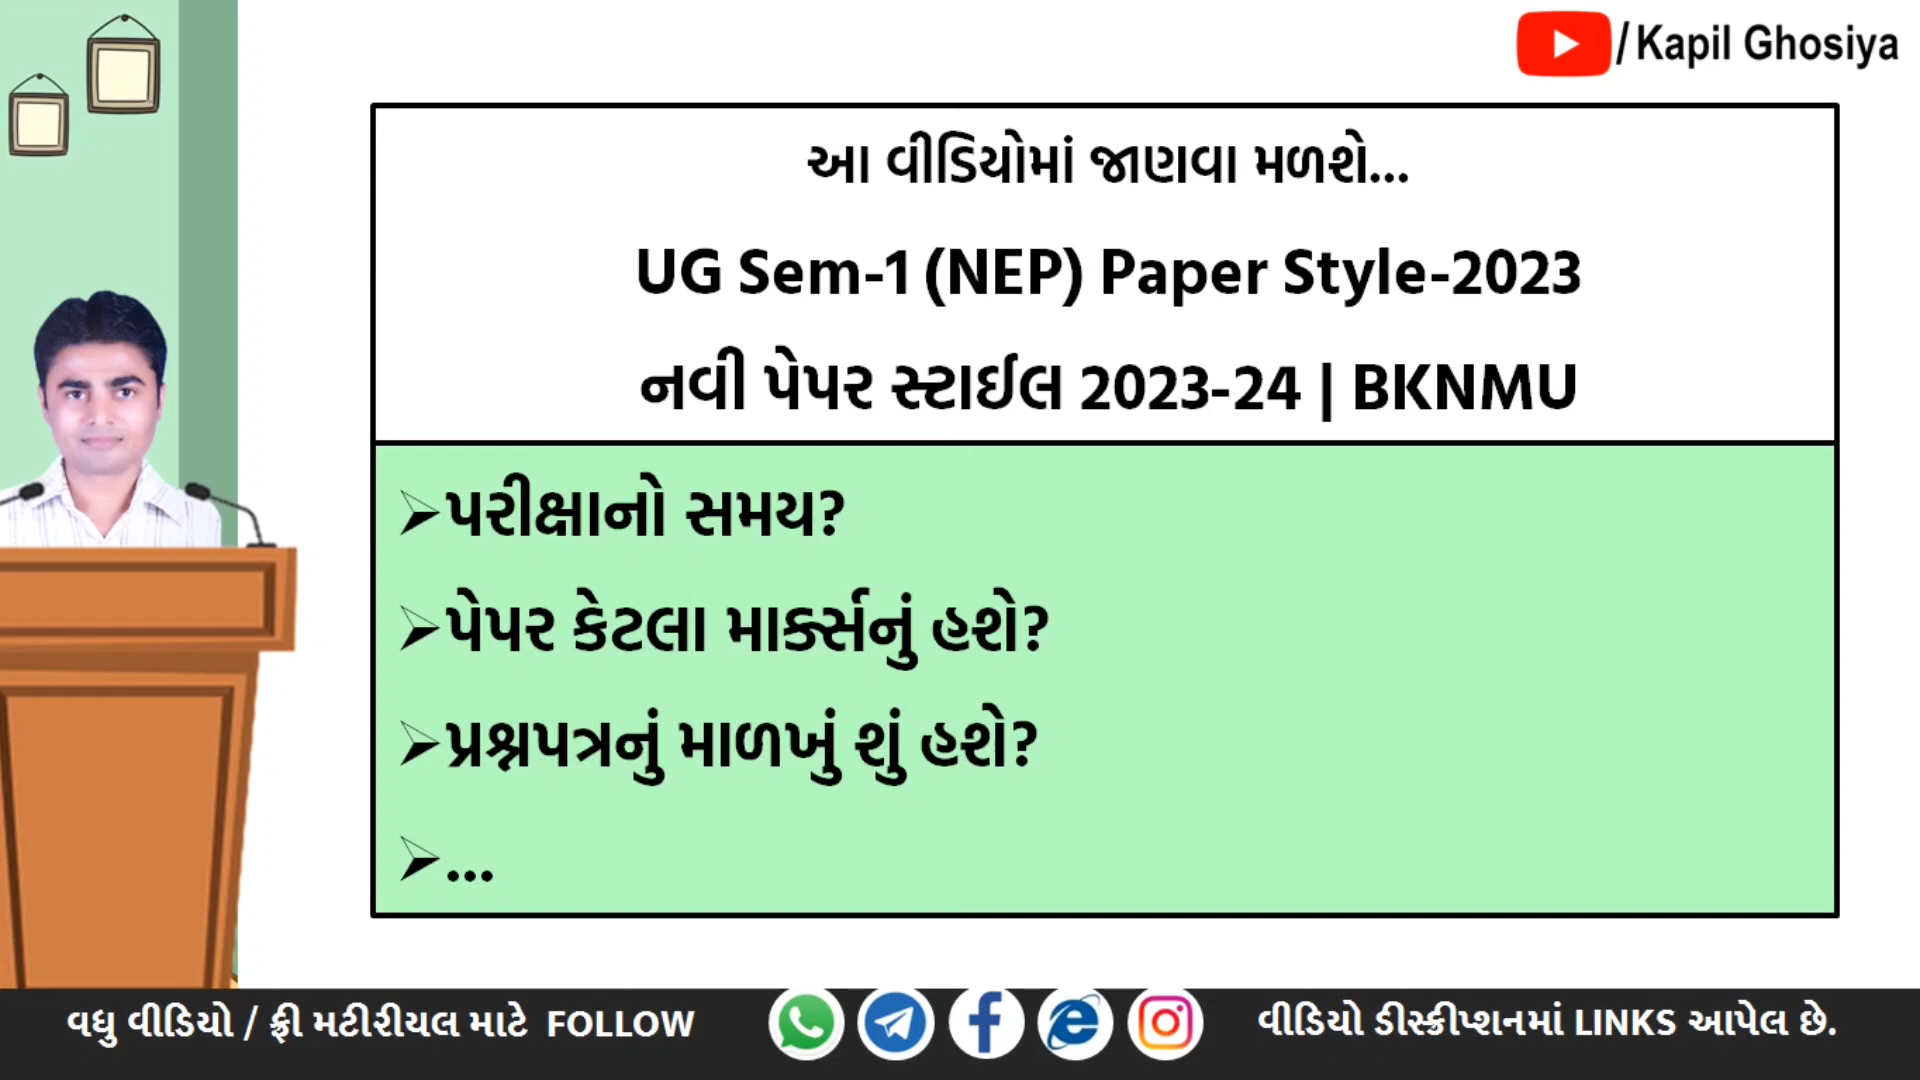 /Kapil Ghosiya
આ વીડિયોમાં જાણવા મળશે...
UG Sem-1 (NEP) Paper Style-2023
નવી પેપર સ્ટાઈલ 2023-24 | BKNMU
➢પરીક્ષાનો સમય?
➢પેપર કેટલા માર્ક્સનું હશે?
➢પ્રશ્નપત્રનું માળખું શું હશે?
➢...
વધુ વીડિયો / ફ્રી મટીરીયલ માટે FOLLOW
વીડિયો ડીસ્ક્રીપ્શનમાં LINKS આપેલ છે.